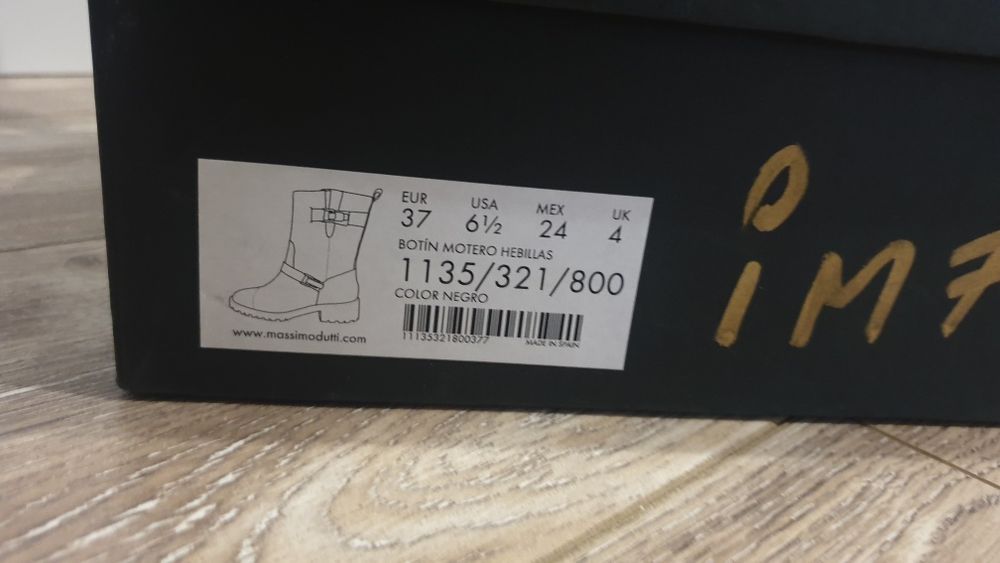 EUR USA MEX UK
37 6½ 24 4
BOTÍN MOTERO HEBILLAS
1135/321/800
COLOR NEGRO
11135321800377
MADE IN SPAIN
www.massimodutti.com